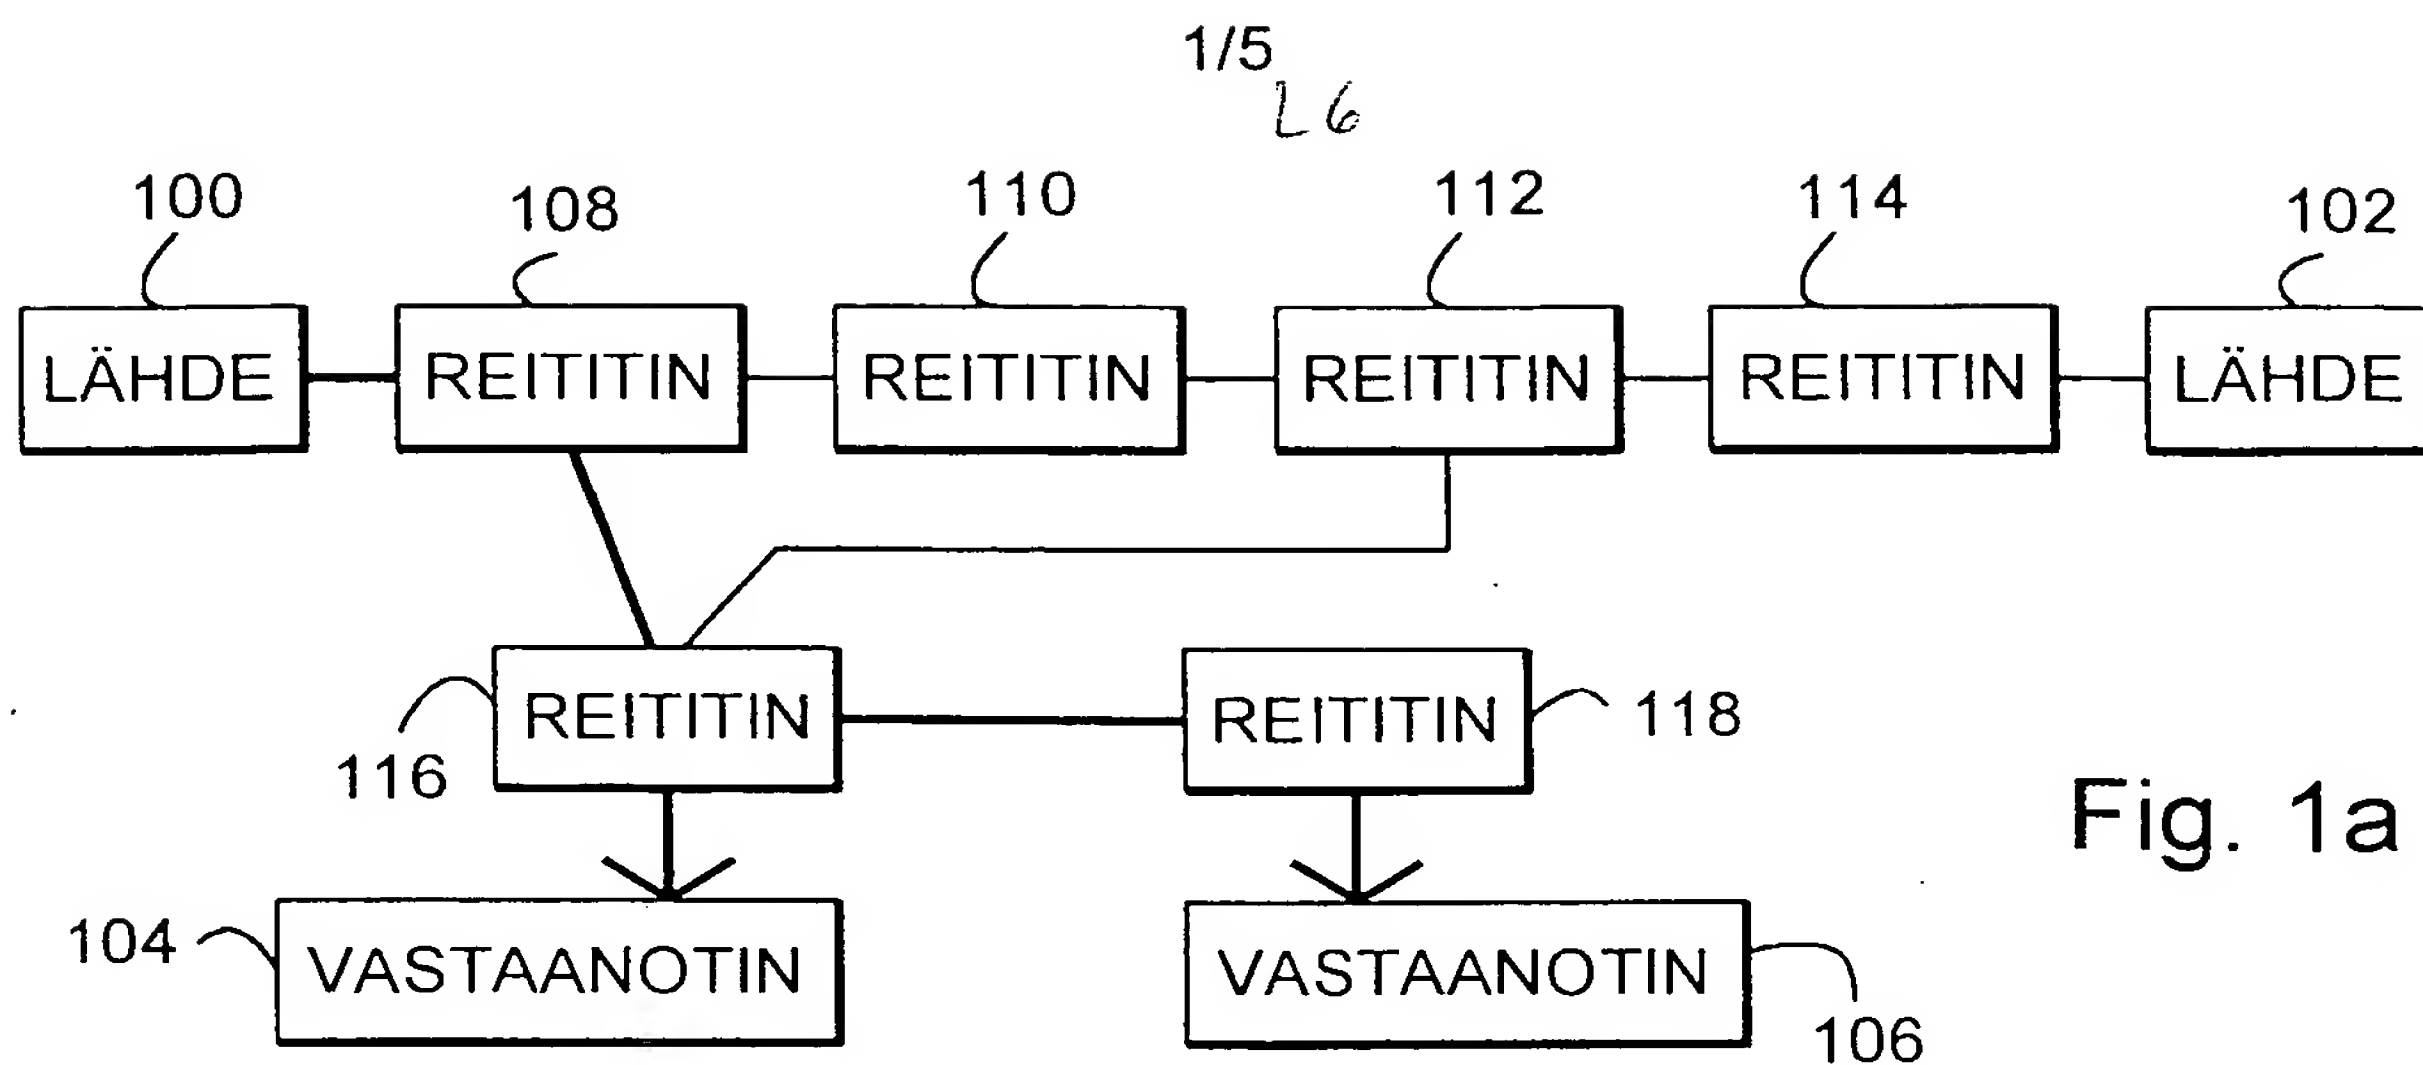 1/5
L6
100 108 110 112 114 102
LÄHDE REITITIN REITITIN REITITIN REITITIN LÄHDE
REITITIN REITITIN 118
116
Fig. 1a
104 VASTAANOTIN VASTAANOTIN
106